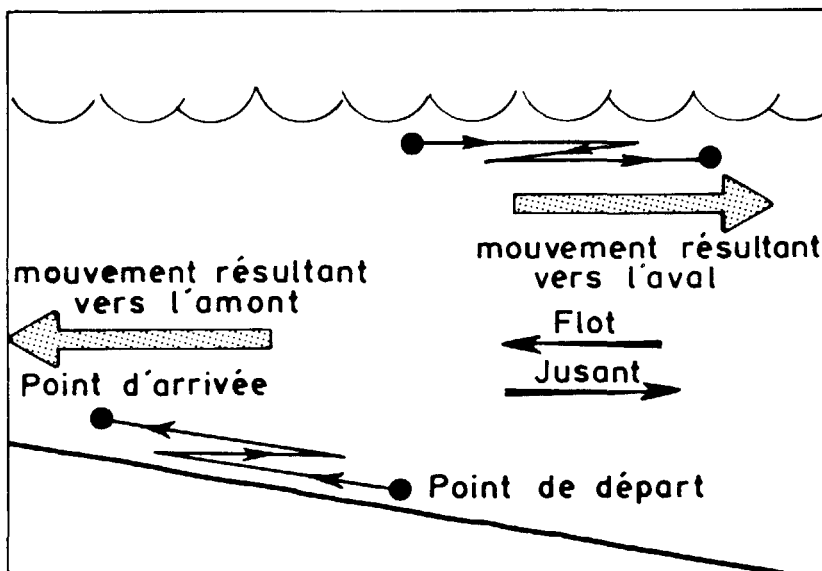 mouvement résultant
vers l'aval
mouvement résultant
vers l'amont
Flot
Jusant
Point d'arrivée
Point de départ